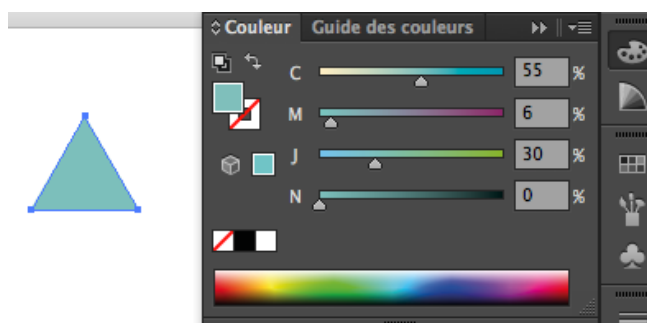 Couleur Guide des couleurs
C 55 %
M 6 %
J 30 %
N 0 %